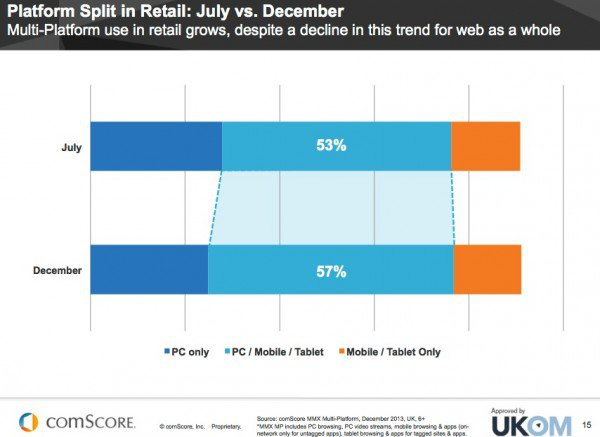 Platform Split in Retail: July vs. December
Multi-Platform use in retail grows, despite a decline in this trend for web as a whole
July
53%
December
57%
PC only
PC / Mobile / Tablet
Mobile / Tablet Only
comScore.
© comScore, Inc.
Proprietary.
Source: comScore MMX Multi-Platform, December 2013, UK, 6+
*MMX MP includes PC browsing, PC video streams, mobile browsing & apps (on-
network only for untagged apps), tablet browsing & apps for tagged sites & apps.
Approved by
UKOM
15